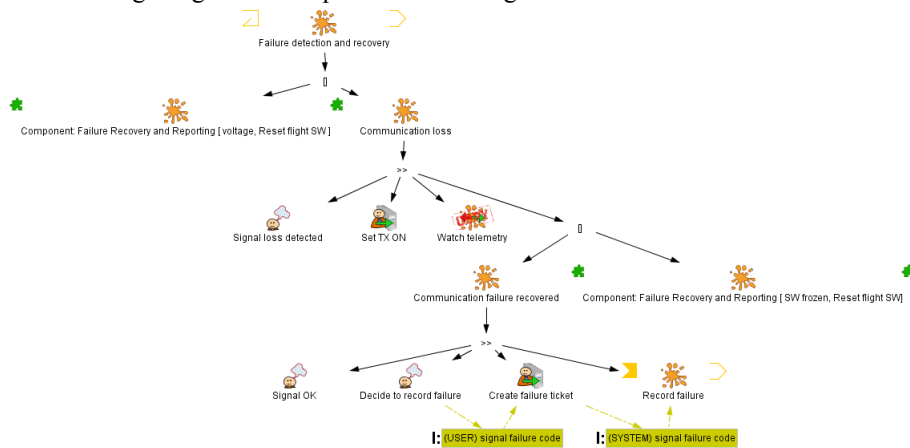 Failure detection and recovery
[]
Component: Failure Recovery and Reporting [ voltage, Reset flight SW ]
Communication loss
>>
Signal loss detected
Set TX ON
Watch telemetry
[]
Communication failure recovered
Component: Failure Recovery and Reporting [ SW frozen, Reset flight SW]
>>
Signal OK
Decide to record failure
Create failure ticket
Record failure
I: (USER) signal failure code
I: (SYSTEM) signal failure code